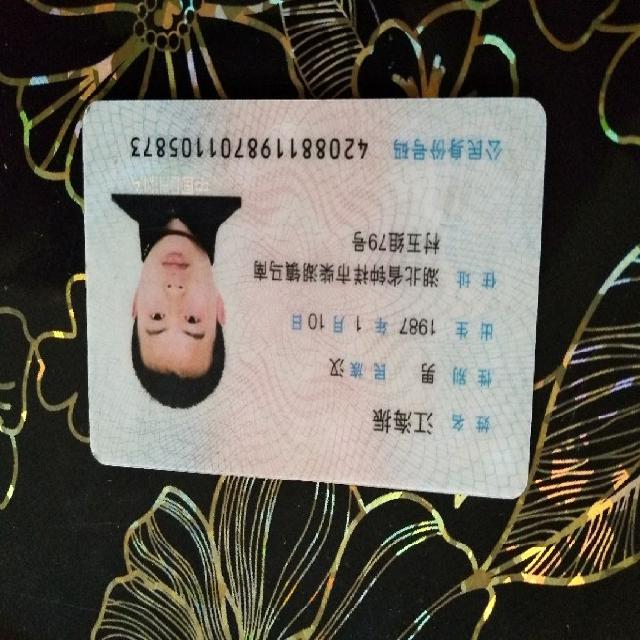 姓名 江海振
性别 男 民族 汉
出生 1987 年 1 月 10 日
住址 湖北省钟祥市柴湖镇马南
村五组79号
公民身份号码 420881198701105873